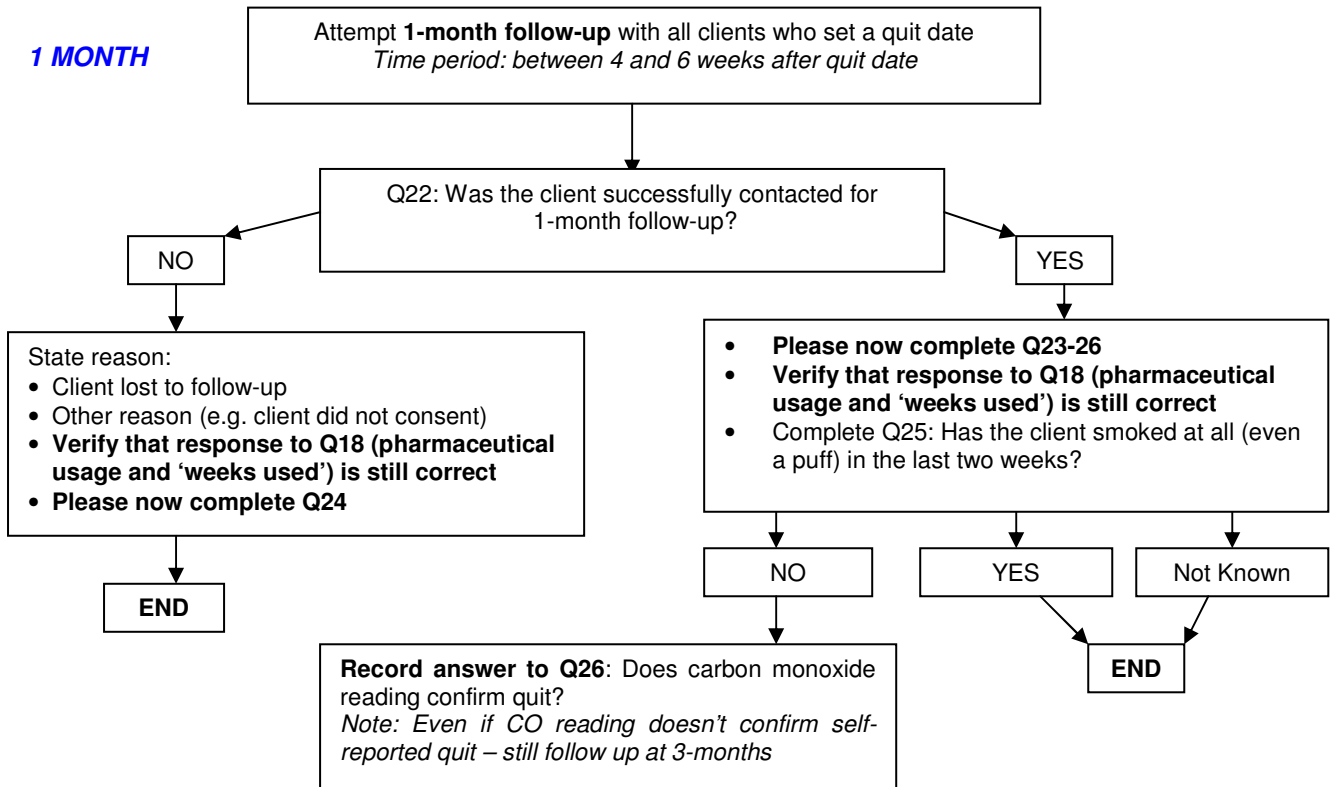 1 MONTH
Attempt 1-month follow-up with all clients who set a quit date
Time period: between 4 and 6 weeks after quit date
Q22: Was the client successfully contacted for
1-month follow-up?
NO
YES
State reason:
• Client lost to follow-up
• Other reason (e.g. client did not consent)
• Verify that response to Q18 (pharmaceutical
usage and ‘weeks used’) is still correct
• Please now complete Q24
END
• Please now complete Q23-26
• Verify that response to Q18 (pharmaceutical
usage and ‘weeks used’) is still correct
• Complete Q25: Has the client smoked at all (even
a puff) in the last two weeks?
NO
YES
Not Known
END
Record answer to Q26: Does carbon monoxide
reading confirm quit?
Note: Even if CO reading doesn’t confirm self-
reported quit – still follow up at 3-months